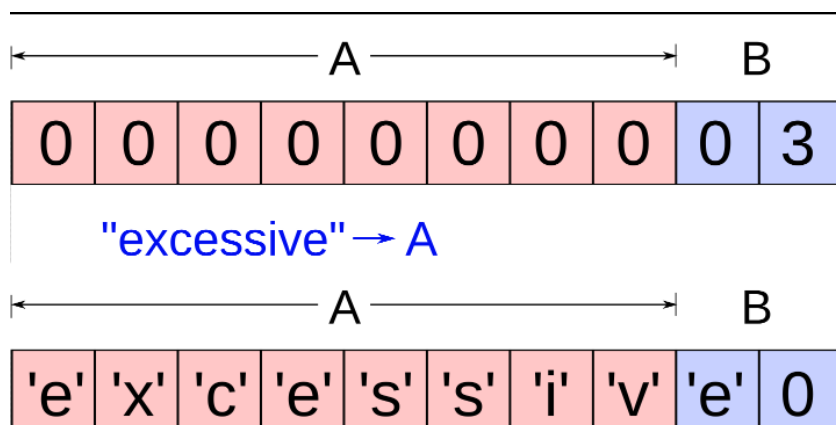 A B
0 0 0 0 0 0 0 0 0 3
"excessive" → A
A B
'e' 'x' 'c' 'e' 's' 's' 'i' 'v' 'e' 0